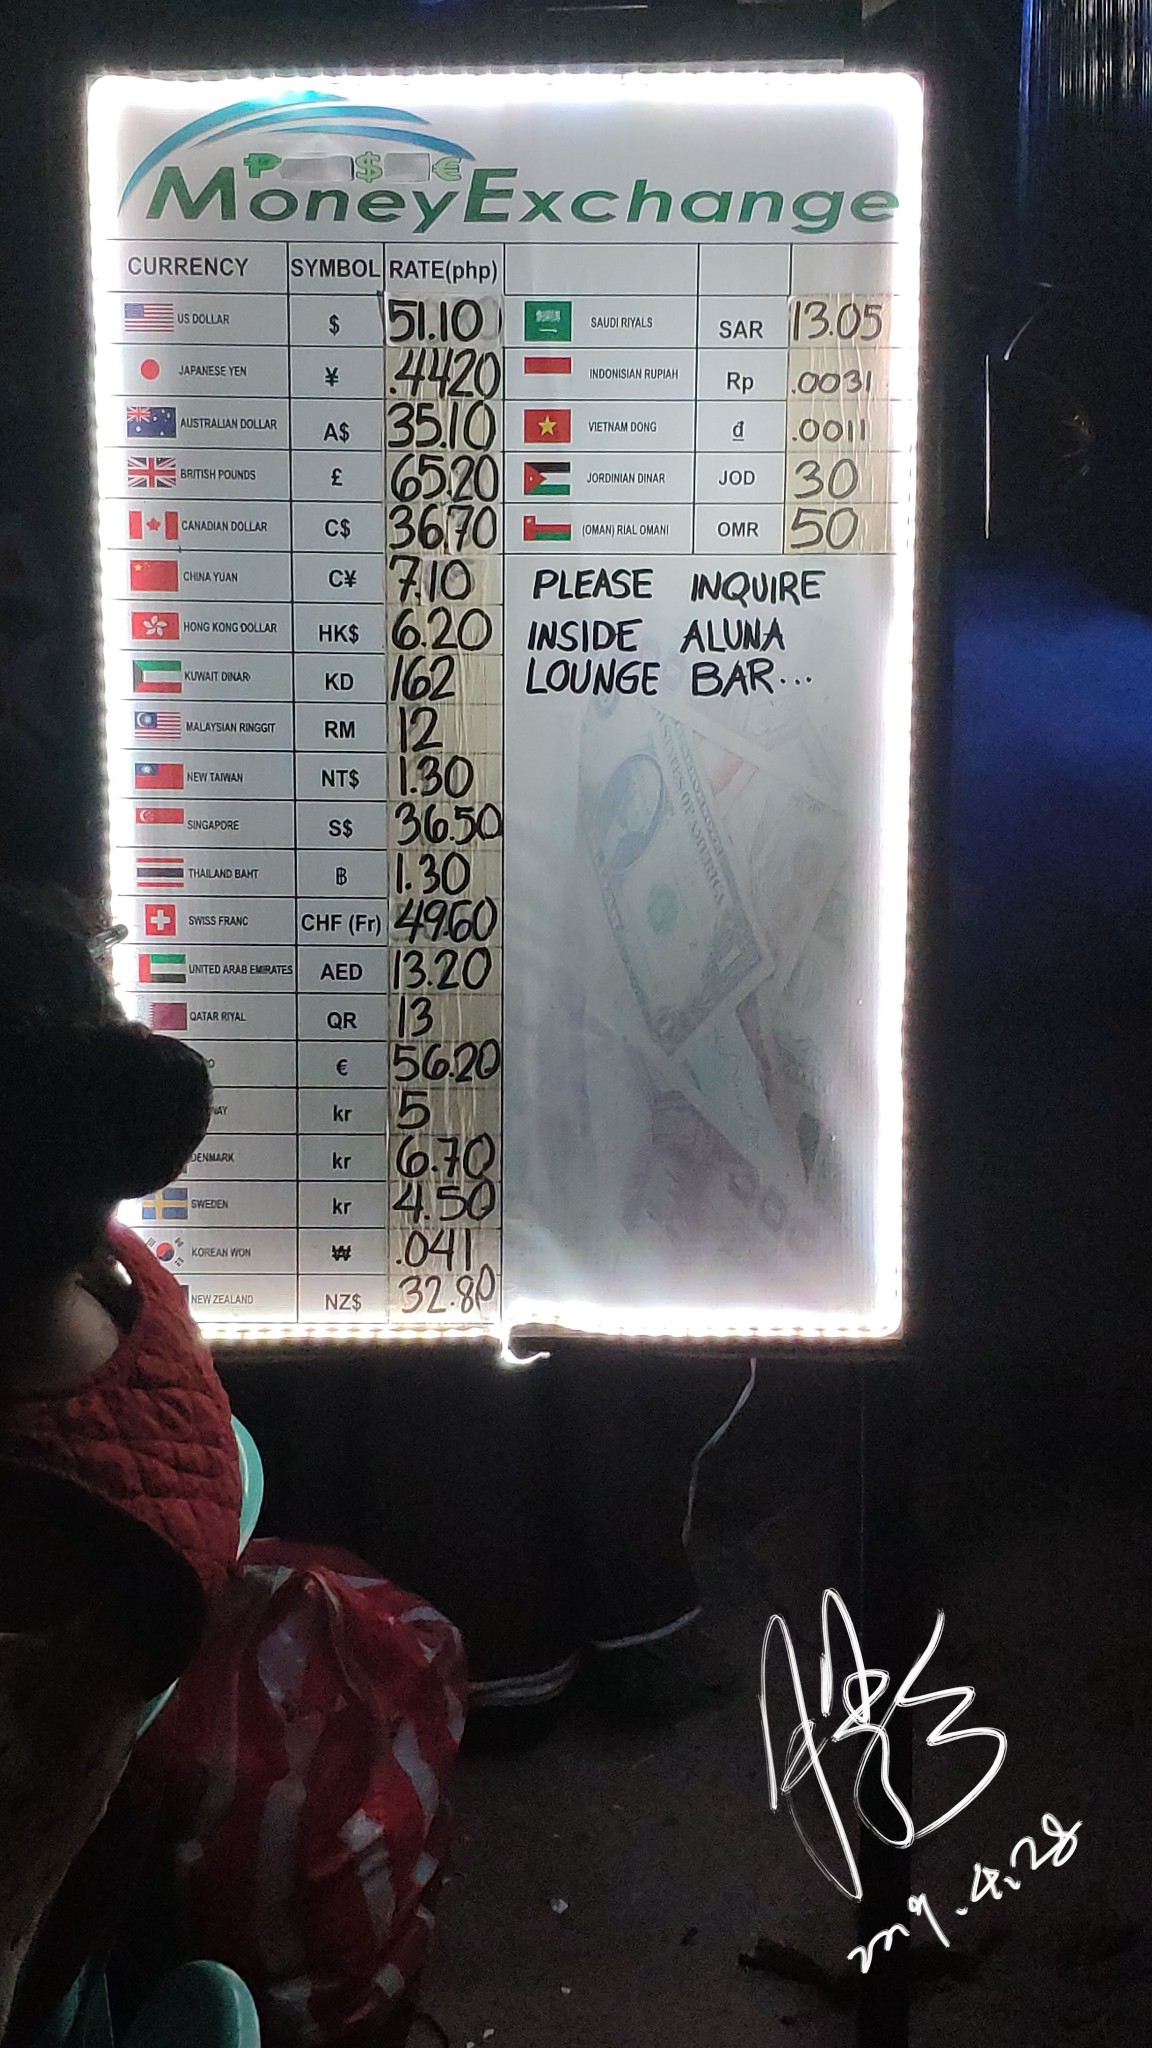 ₱ $ €
MoneyExchange
CURRENCY SYMBOL RATE(php)
US DOLLAR $ 51.10
JAPANESE YEN ¥ .4420
AUSTRALIAN DOLLAR A$ 35.10
BRITISH POUNDS £ 65.20
CANADIAN DOLLAR C$ 36.70
CHINA YUAN C¥ 7.10
HONG KONG DOLLAR HK$ 6.20
KUWAIT DINAR KD 162
MALAYSIAN RINGGIT RM 12
NEW TAIWAN NT$ 1.30
SINGAPORE S$ 36.50
THAILAND BAHT ฿ 1.30
SWISS FRANC CHF (Fr) 49.60
UNITED ARAB EMIRATES AED 13.20
QATAR RIYAL QR 13
€ 56.20
kr 5
DENMARK kr 6.70
SWEDEN kr 4.50
KOREAN WON ₩ .041
NEW ZEALAND NZ$ 32.80
SAUDI RIYALS SAR 13.05
INDONISIAN RUPIAH Rp .0031
VIETNAM DONG đ .0011
JORDINIAN DINAR JOD 30
(OMAN) RIAL OMANI OMR 50
PLEASE INQUIRE
INSIDE ALUNA
LOUNGE BAR...